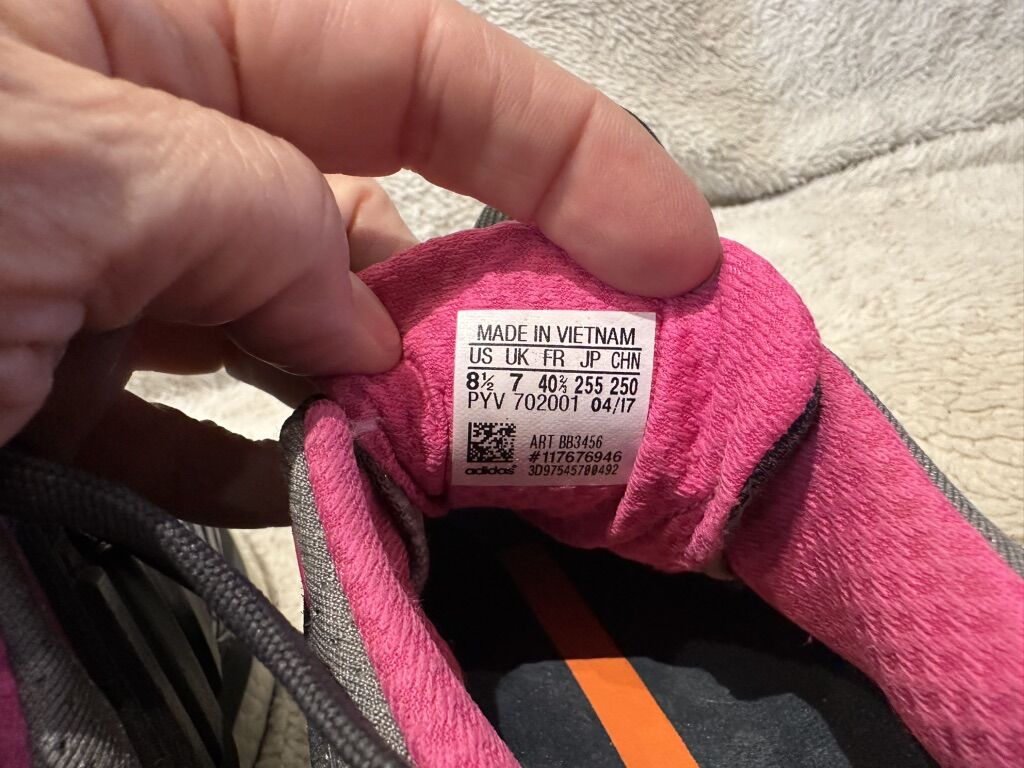 MADE IN VIETNAM
US UK FR JP CHN
8½ 7 40⅔ 255 250
PYV 702001 04/17
ART BB3456
#117676946
adidas 3D97545700492